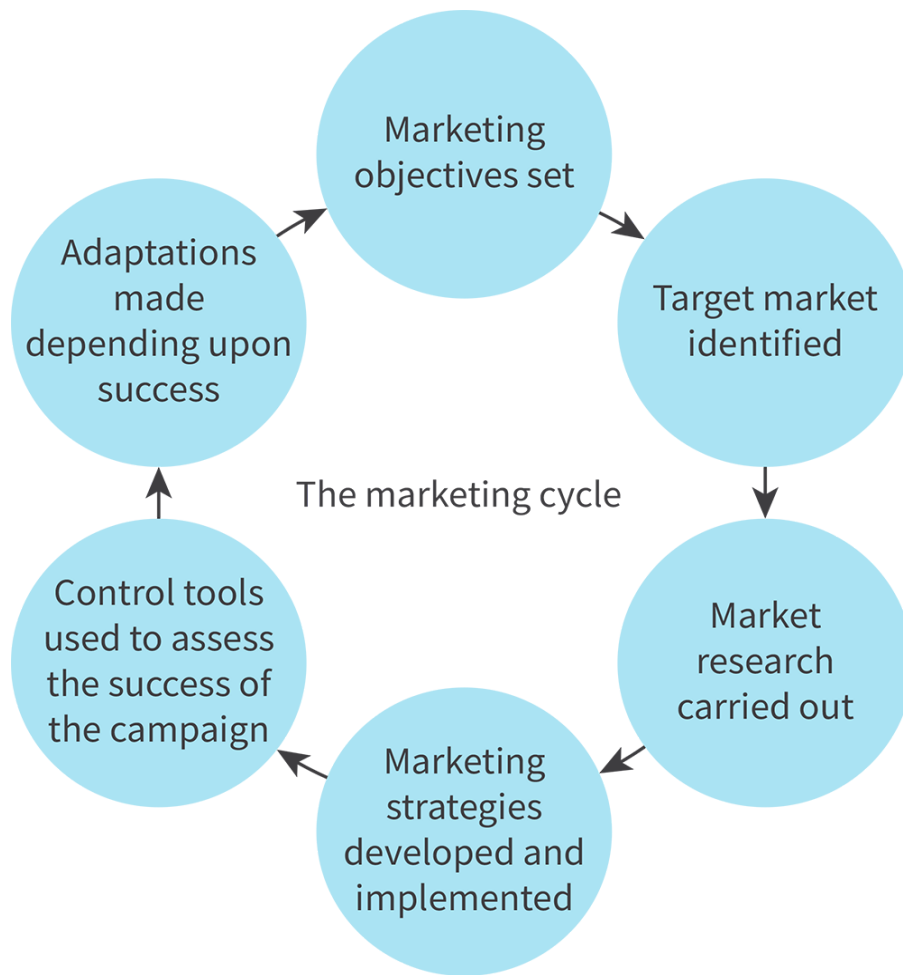 Marketing
objectives set
Target market
identified
Market
research
carried out
Marketing
strategies
developed and
implemented
Control tools
used to assess
the success of
the campaign
Adaptations
made
depending upon
success
The marketing cycle